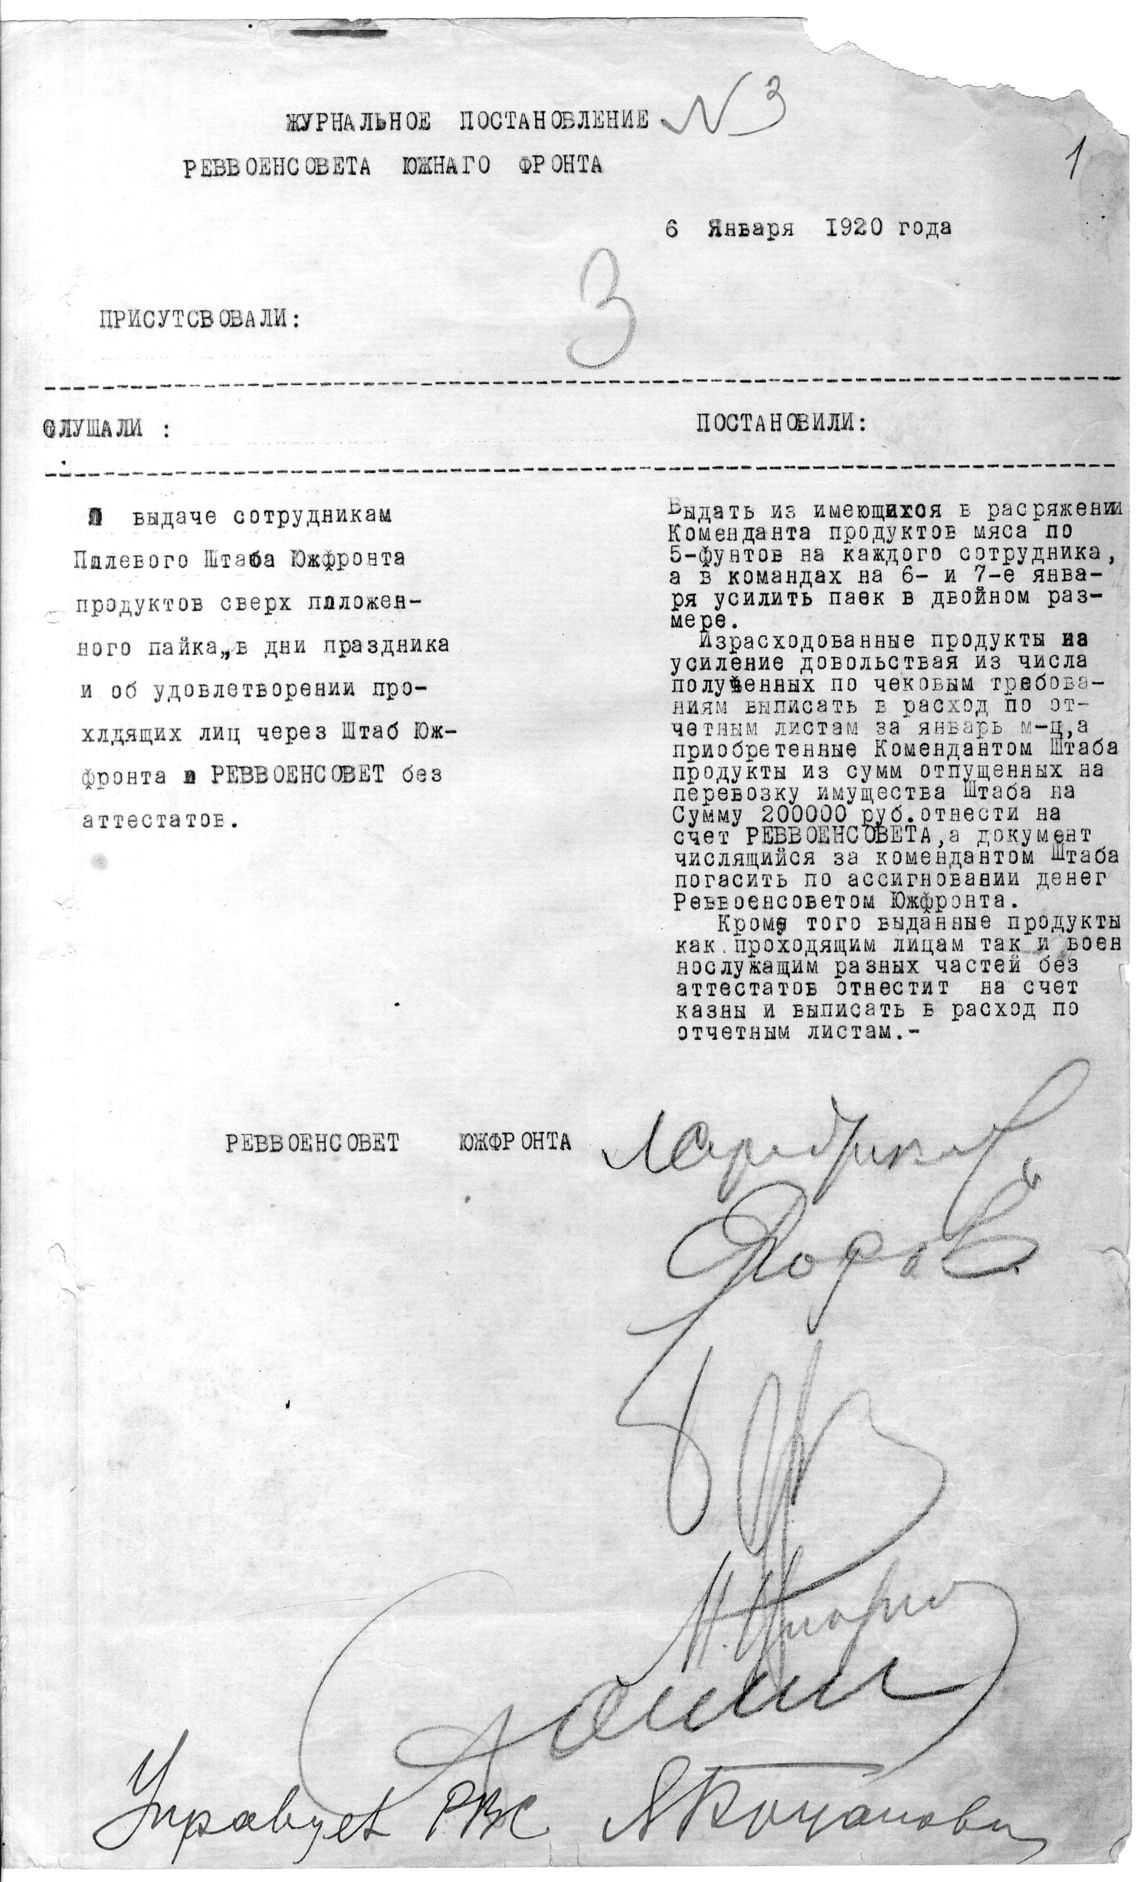 ЖУРНАЛЬНОЕ ПОСТАНОВЛЕНИЕ №3
РЕВВОЕНСОВЕТА ЮЖНАГО ФРОНТА
1
6 Января 1920 года
3
ПРИСУТСВОВАЛИ:
СЛУШАЛИ :
О выдаче сотрудникам
Полевого Штаба Южфронта
продуктов сверх положен-
ного пайка,,в дни праздника
и об удовлетворении про-
хлдящих лиц через Штаб Юж-
фронта и РЕВВОЕНСОВЕТ без
аттестатов.
ПОСТАНОВИЛИ:
Выдать из имеющихся в расряжении
Коменданта продуктов мяса по
5-фунтов на каждого сотрудника,
а в командах на 6- и 7-е янва-
ря усилить паек в двойном раз-
мере.
Израсходованные продукты на
усиление довольствая из числа
полученных по чековым требова-
ниям выписать в расход по от-
четным листам за январь м-ц,а
приобретенные Комендантом Штаба
продукты из сумм отпущенных на
перевозку имущества Штаба на
Сумму 200000 руб.отнести на
счет РЕВВОЕНСОВЕТА,а документ
числящийся за комендантом Штаба
погасить по ассигновании денег
Реввоенсоветом Южфронта.
Кроме того выданные продукты
как проходящим лицам так и воен
нослужащим разных частей без
аттестатов отнестит на счет
казны и выписать в расход по
отчетным листам.-
РЕВВОЕНСОВЕТ ЮЖФРОНТА
Управует РВС